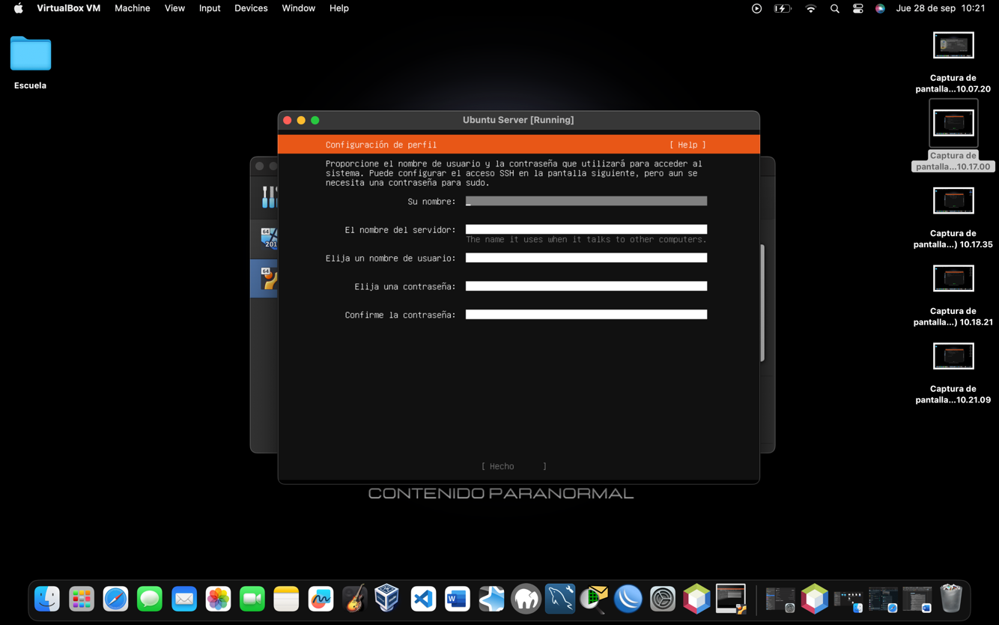 VirtualBox VM Machine View Input Devices Window Help
Jue 28 de sep 10:21
Escuela
Captura de
pantalla...10.07.20
Captura de
pantalla...10.17.00
Captura de
pantalla...) 10.17.35
Captura de
pantalla...) 10.18.21
Captura de
pantalla...10.21.09
Ubuntu Server [Running]
Configuración de perfil [ Help ]
Proporcione el nombre de usuario y la contraseña que utilizará para acceder al
sistema. Puede configurar el acceso SSH en la pantalla siguiente, pero aun se
necesita una contraseña para sudo.
Su nombre:
El nombre del servidor:
The name it uses when it talks to other computers.
Elija un nombre de usuario:
Elija una contraseña:
Confirme la contraseña:
[ Hecho ]
64
201
64
CONTENIDO PARANORMAL